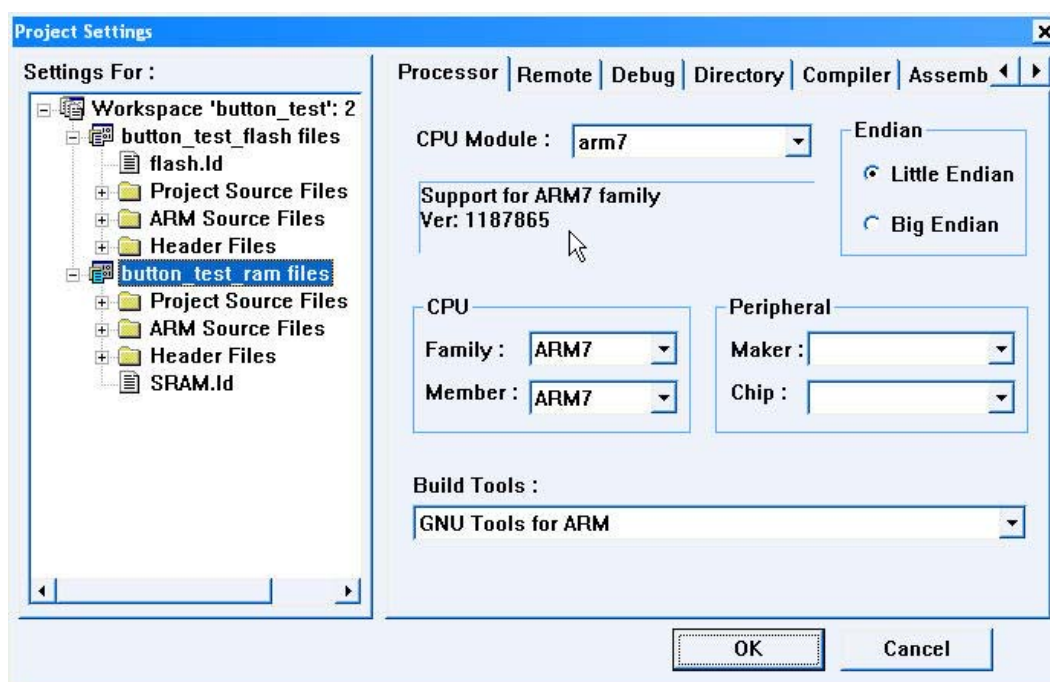 Project Settings
Settings For :
Workspace 'button_test': 2
button_test_flash files
flash.ld
Project Source Files
ARM Source Files
Header Files
button_test_ram files
Project Source Files
ARM Source Files
Header Files
SRAM.ld
Processor Remote Debug Directory Compiler Assemb
CPU Module : arm7
Support for ARM7 family
Ver: 1187865
Endian
Little Endian
Big Endian
CPU
Family : ARM7
Member : ARM7
Peripheral
Maker :
Chip :
Build Tools :
GNU Tools for ARM
OK Cancel